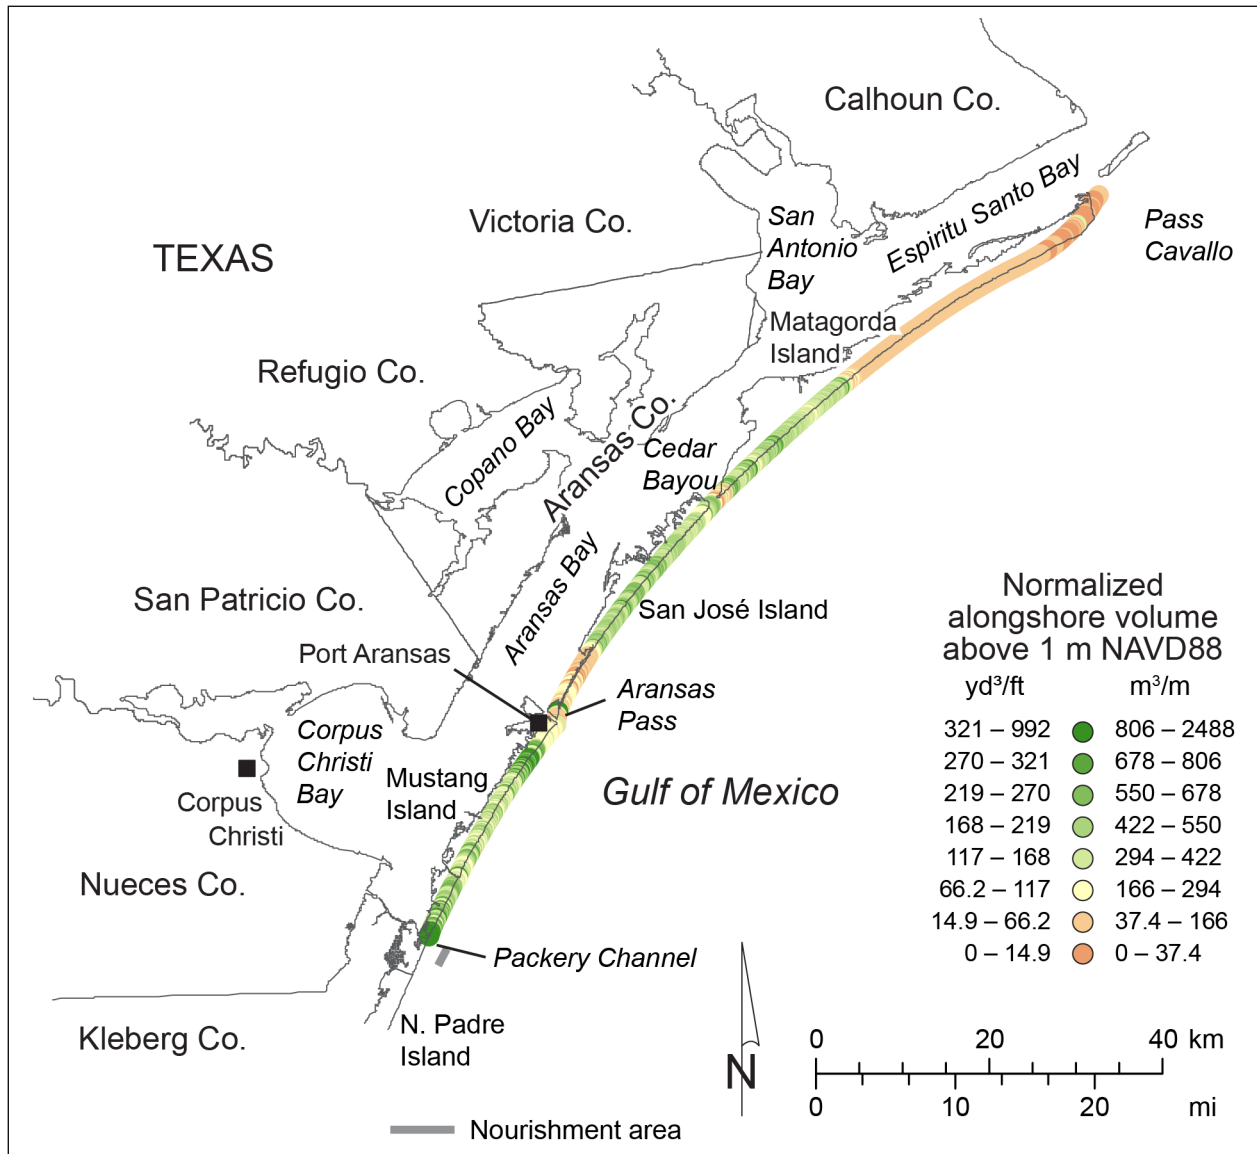 Calhoun Co.
Victoria Co.
San
Antonio
Bay
Espiritu Santo Bay
Pass
Cavallo
TEXAS
Matagorda
Island
Refugio Co.
Copano Bay
Aransas Co.
Cedar
Bayou
San Patricio Co.
Aransas Bay
San José Island
Port Aransas
Aransas
Pass
Corpus
Christi
Bay
Mustang
Island
Gulf of Mexico
Corpus
Christi
Nueces Co.
Packery Channel
N. Padre
Island
Kleberg Co.
Normalized
alongshore volume
above 1 m NAVD88
yd³/ft m³/m
321 – 992 806 – 2488
270 – 321 678 – 806
219 – 270 550 – 678
168 – 219 422 – 550
117 – 168 294 – 422
66.2 – 117 166 – 294
14.9 – 66.2 37.4 – 166
0 – 14.9 0 – 37.4
N
0 20 40 km
0 10 20 mi
Nourishment area